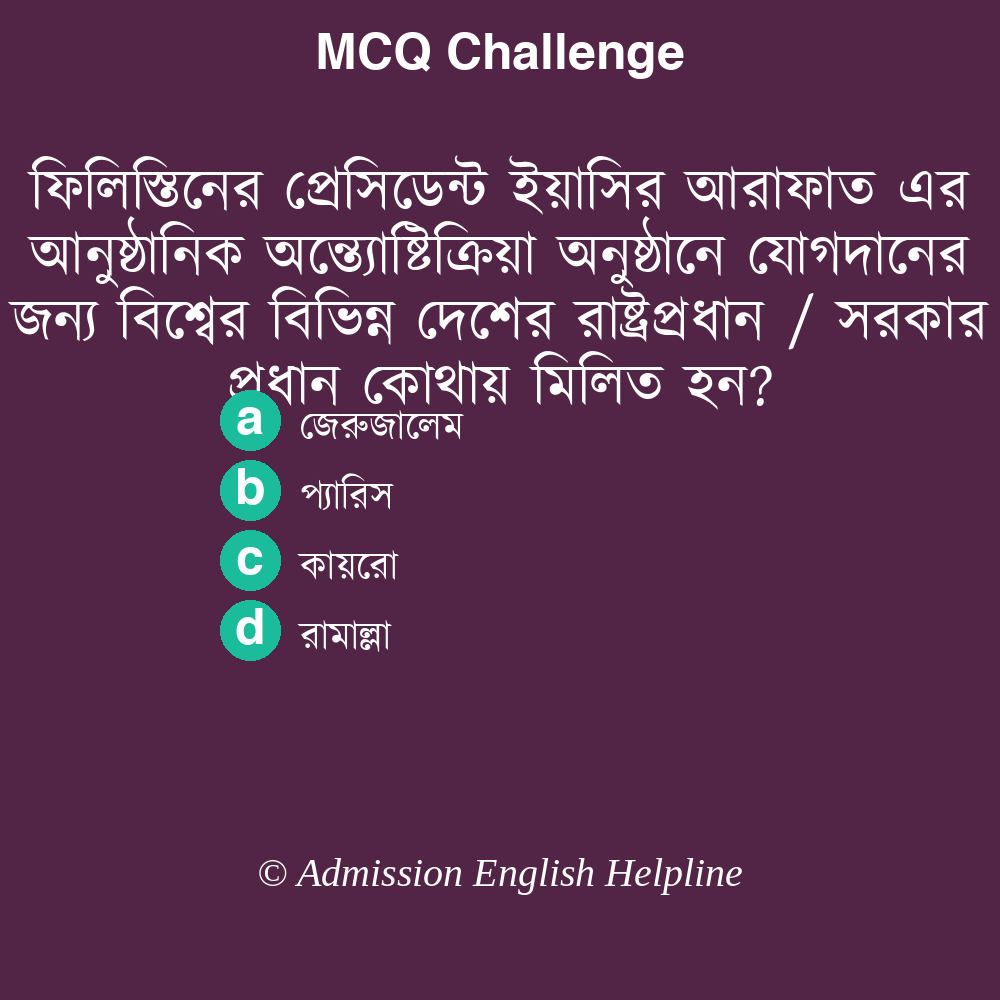 MCQ Challenge
ফিলিস্তিনের প্রেসিডেন্ট ইয়াসির আরাফাত এর
আনুষ্ঠানিক অন্ত্যোষ্টিক্রিয়া অনুষ্ঠানে যোগদানের
জন্য বিশ্বের বিভিন্ন দেশের রাষ্ট্রপ্রধান / সরকার
প্রধান কোথায় মিলিত হন?
a জেরুজালেম
b প্যারিস
c কায়রো
d রামাল্লা
© Admission English Helpline